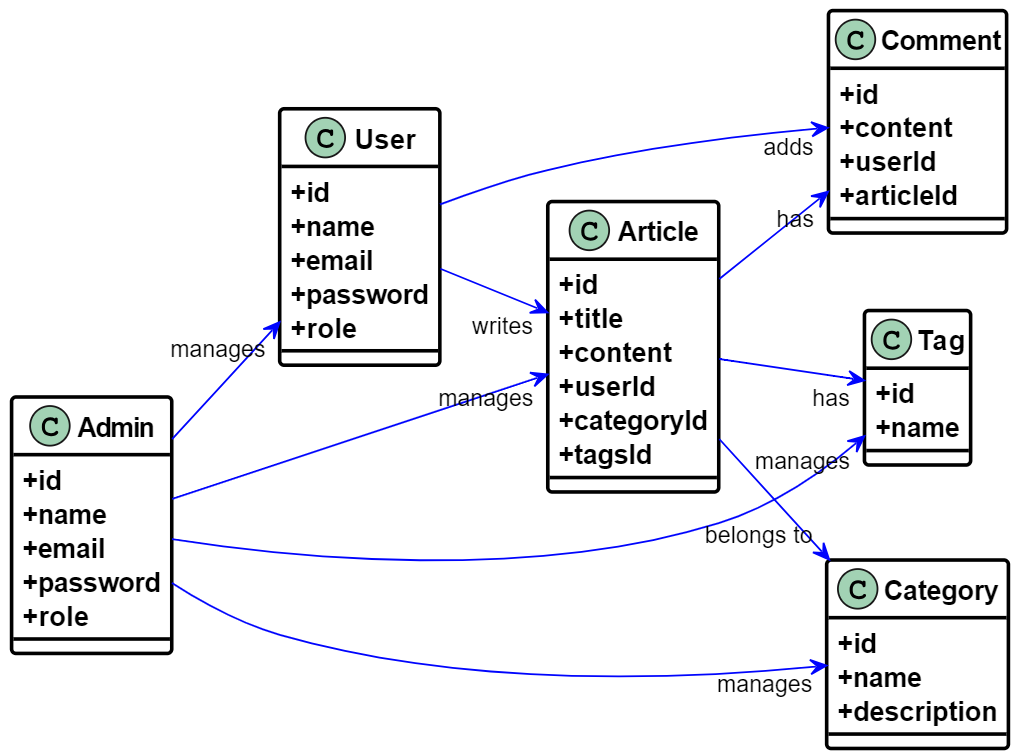 C Admin
+id
+name
+email
+password
+role
manages
C User
+id
+name
+email
+password
+role
manages
writes
C Article
+id
+title
+content
+userId
+categoryId
+tagsId
adds
has
C Comment
+id
+content
+userId
+articleId
has
manages
C Tag
+id
+name
belongs to
manages
C Category
+id
+name
+description